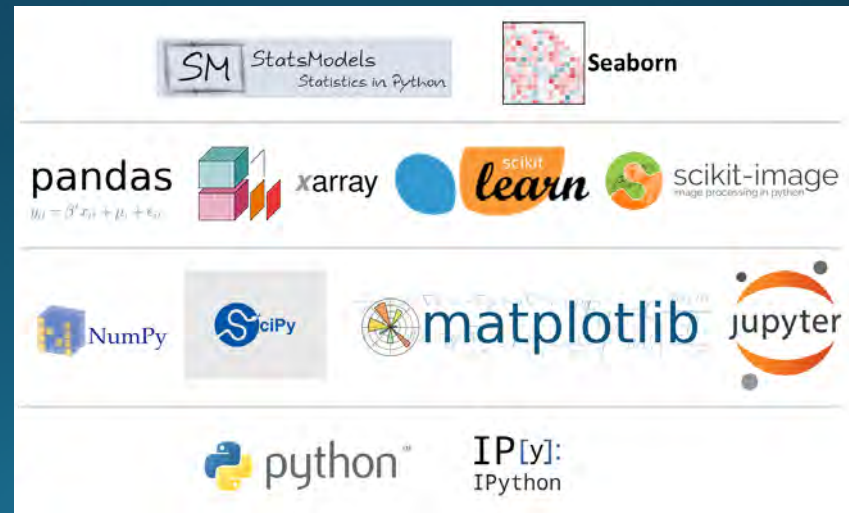 SM StatsModels
Statistics in Python
Seaborn
pandas
xarray
scikit
learn
scikit-image
image processing in python
NumPy
SciPy
matplotlib
jupyter
python™
IP[y]:
IPython